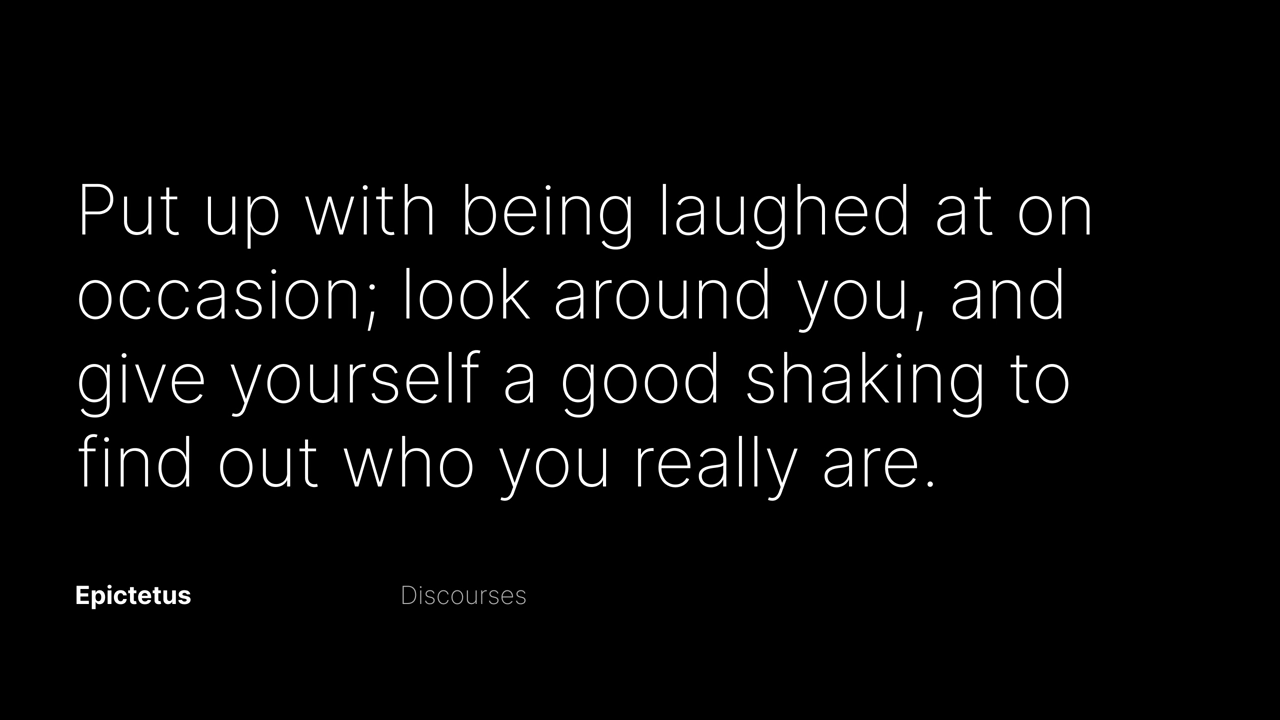 Put up with being laughed at on
occasion; look around you, and
give yourself a good shaking to
find out who you really are.
Epictetus
Discourses